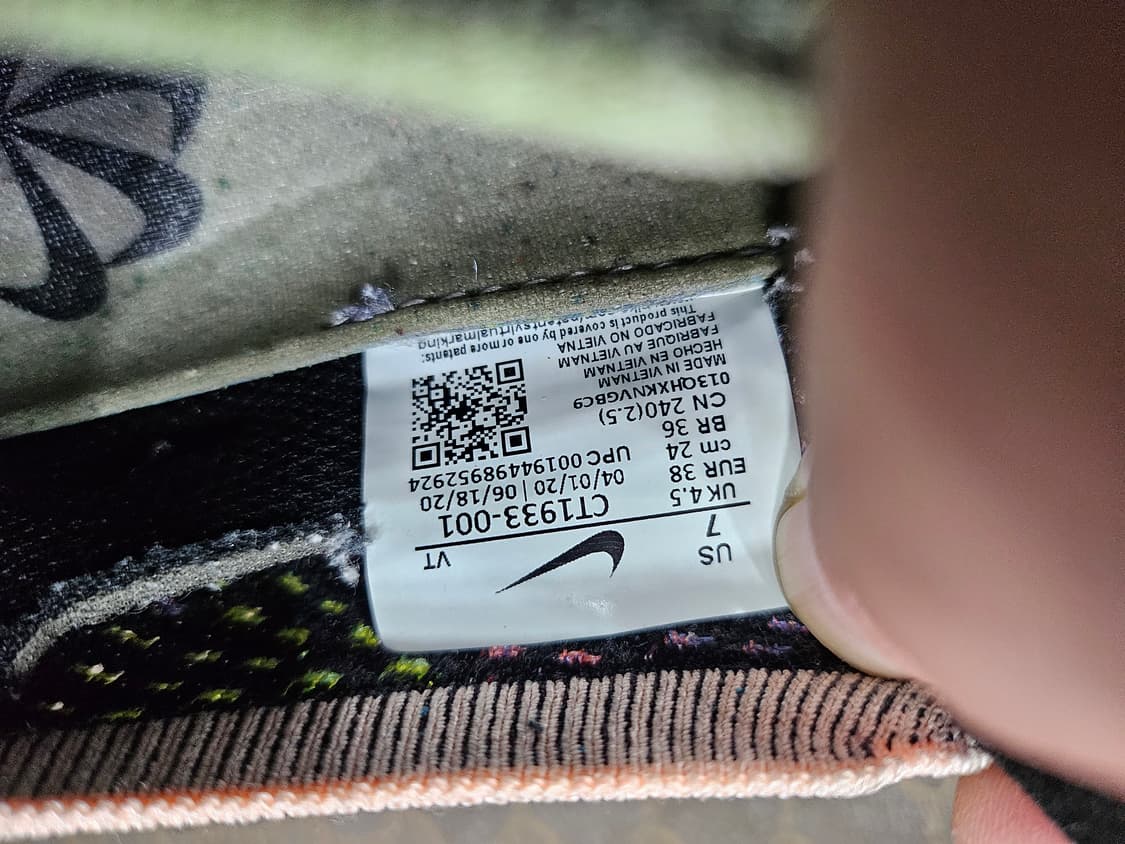 US 7
VT
UK 4.5
EUR 38
cm 24
BR 36
CN 240(2.5)
CT1933-001
04/01/20 | 06/18/20
UPC 00194498952924
013QHXKNVGBC9
MADE IN VIETNAM
HECHO EN VIETNAM
FABRIQUE AU VIETNAM
FABRICADO NO VIETNA
This product is covered by one or more patents: